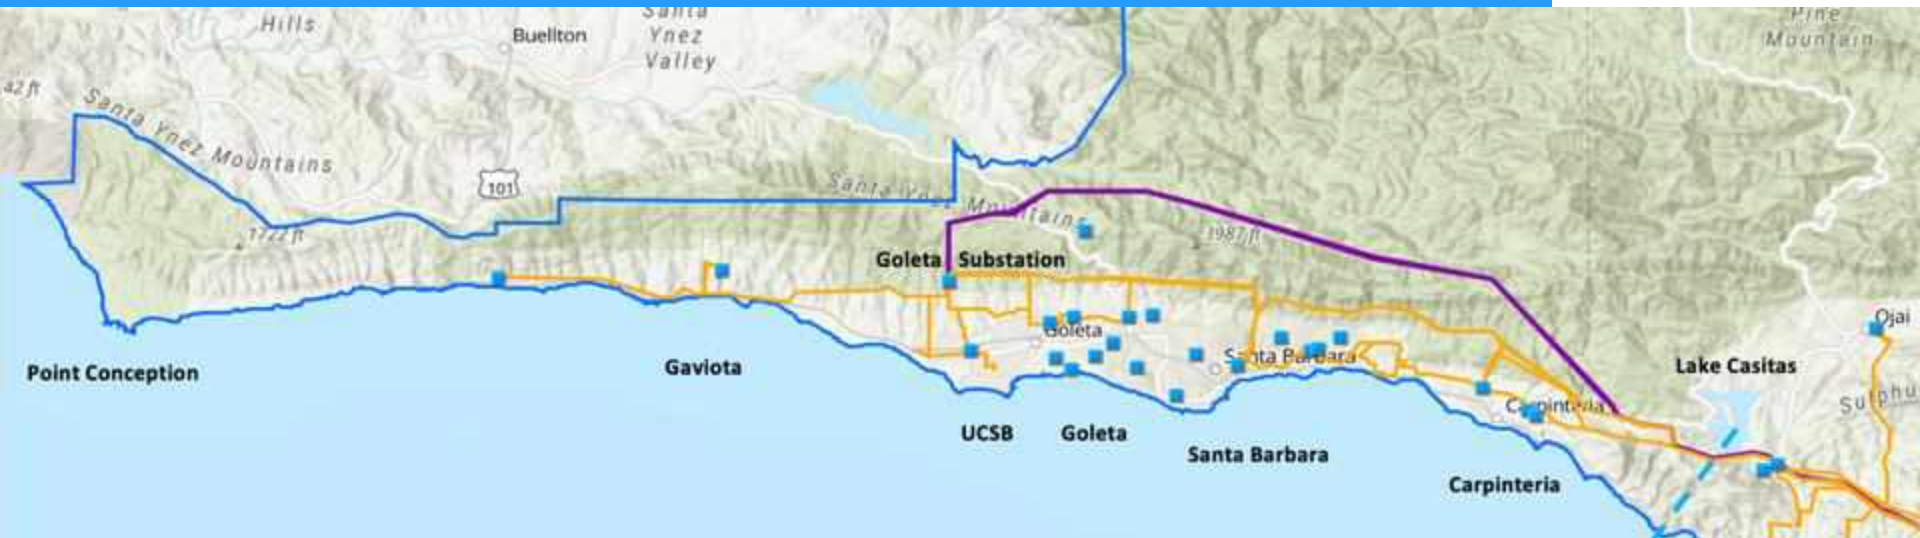 Hills
Buellton
Santa
Ynez
Valley
Pine
Mountain
42 ft
Santa Ynez Mountains
101
Santa Ynez Mountains
1722 ft
1987 ft
Goleta Substation
Ojai
Goleta
Santa Barbara
Lake Casitas
Point Conception
Gaviota
Carpinteria
UCSB
Goleta
Santa Barbara
Carpinteria